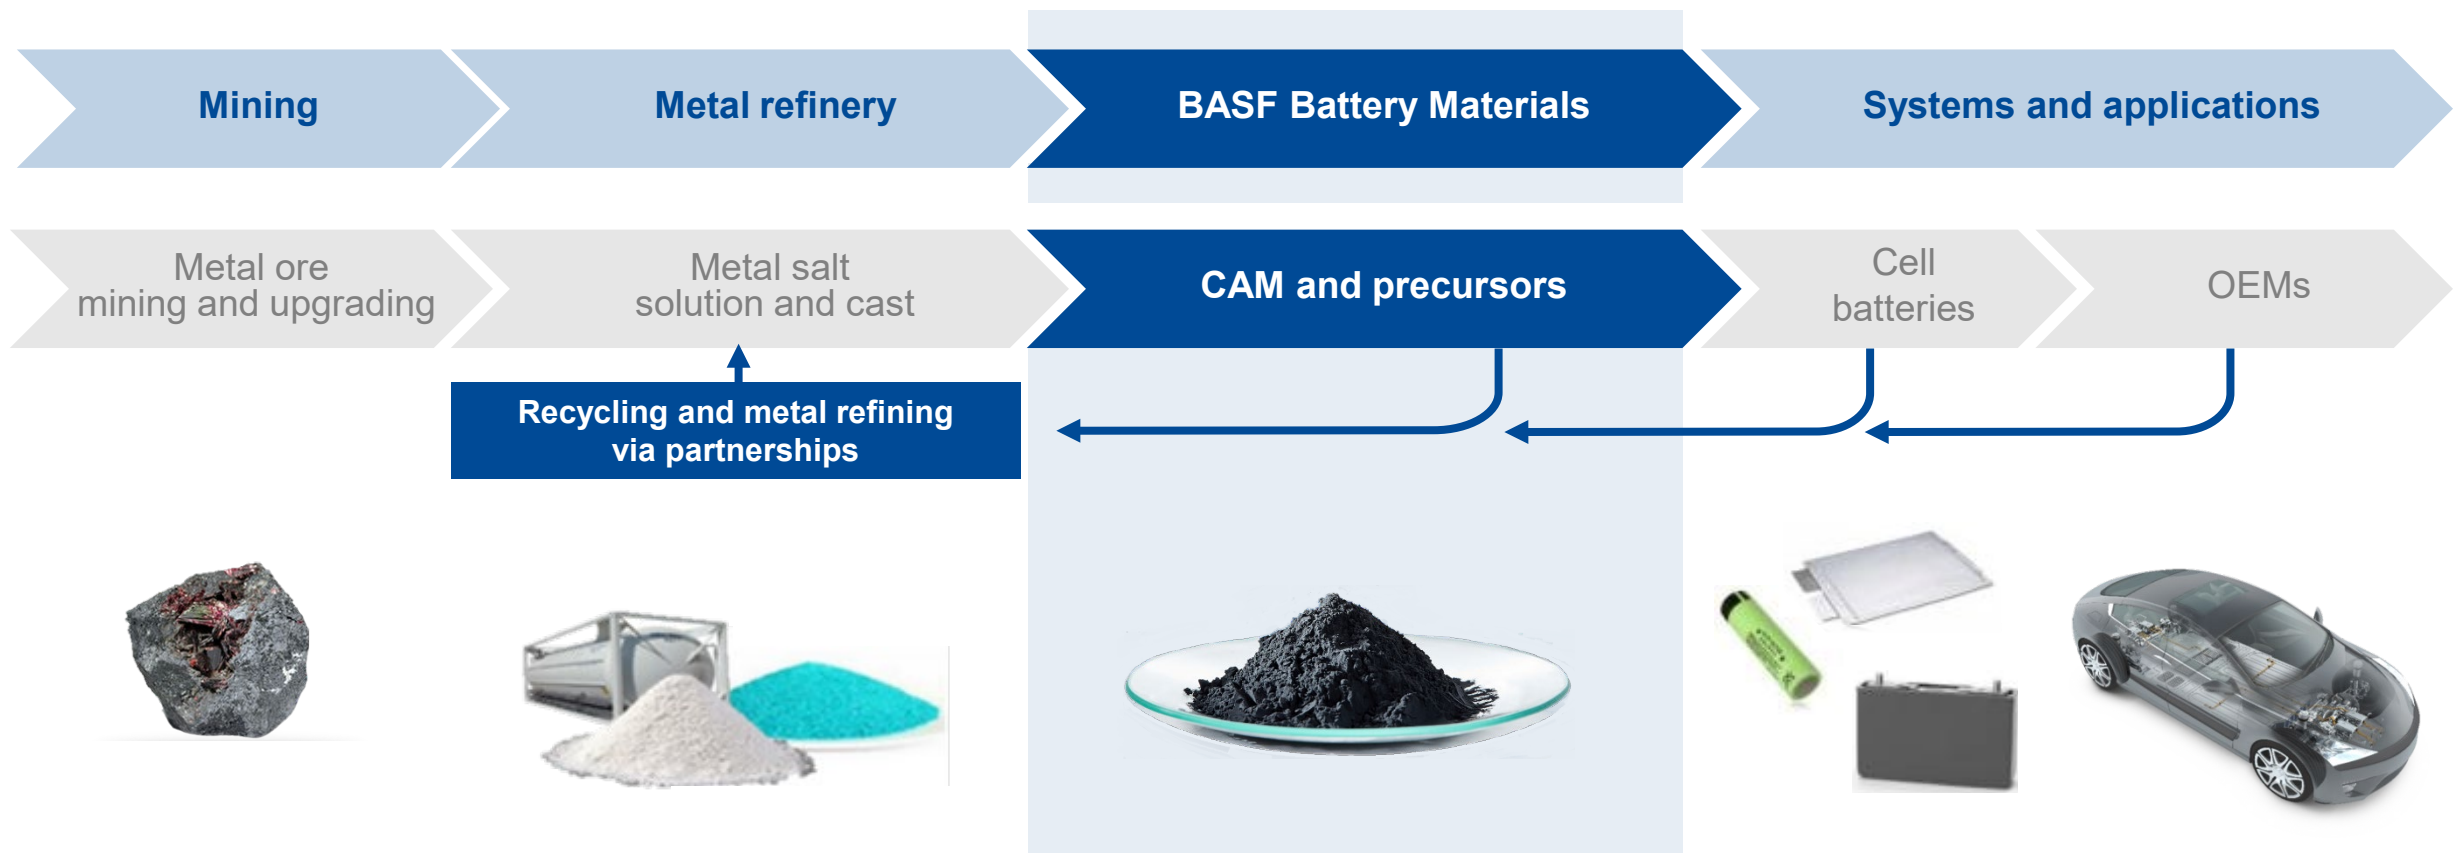 Mining
Metal refinery
BASF Battery Materials
Systems and applications
Metal ore
mining and upgrading
Metal salt
solution and cast
CAM and precursors
Cell
batteries
OEMs
Recycling and metal refining
via partnerships